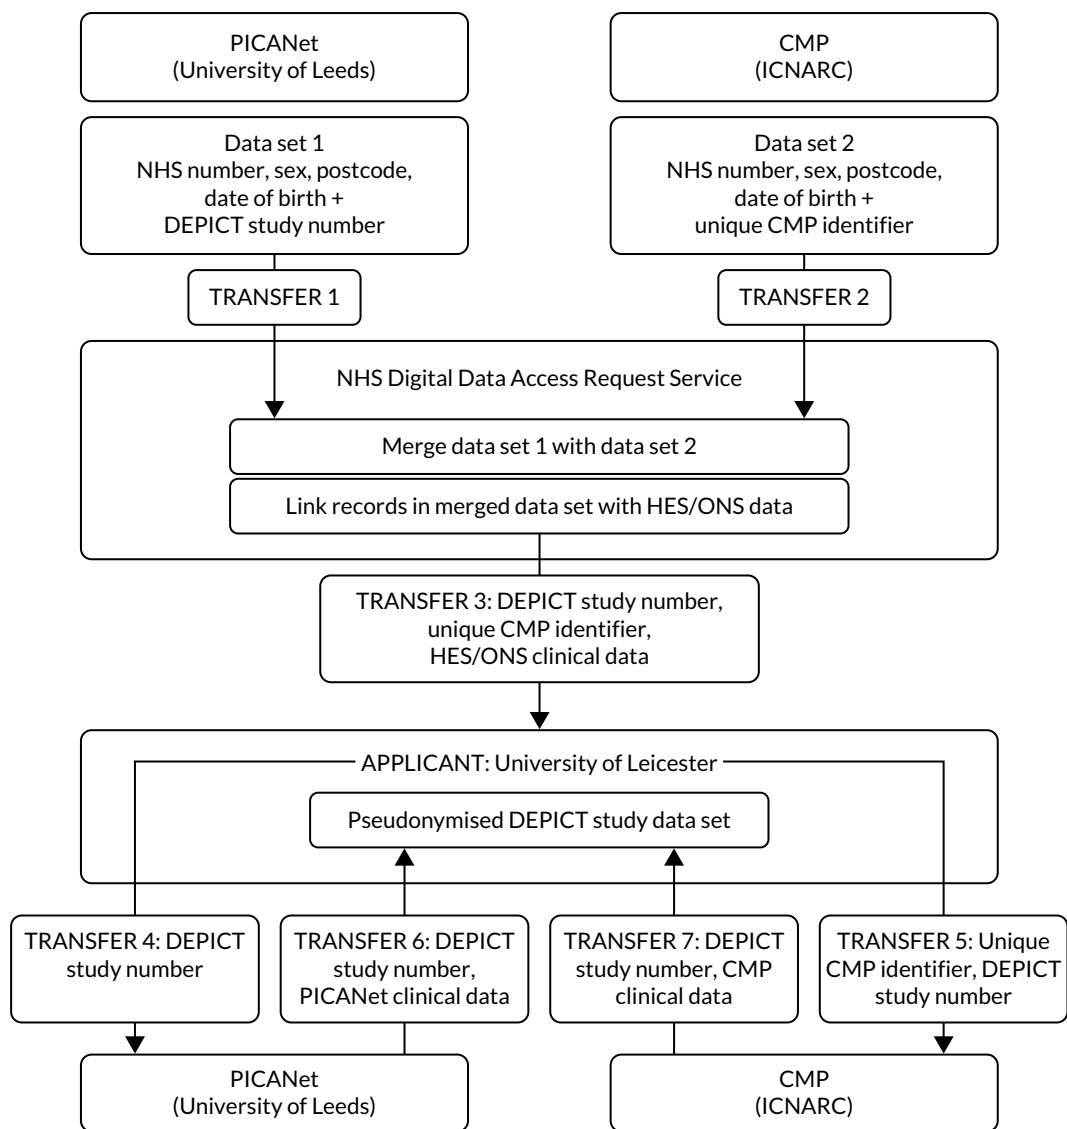 PICANet
(University of Leeds)
CMP
(ICNARC)
Data set 1
NHS number, sex, postcode,
date of birth +
DEPICT study number
Data set 2
NHS number, sex, postcode,
date of birth +
unique CMP identifier
TRANSFER 1
TRANSFER 2
NHS Digital Data Access Request Service
Merge data set 1 with data set 2
Link records in merged data set with HES/ONS data
TRANSFER 3: DEPICT study number,
unique CMP identifier,
HES/ONS clinical data
APPLICANT: University of Leicester
Pseudonymised DEPICT study data set
TRANSFER 4: DEPICT
study number
TRANSFER 6: DEPICT
study number,
PICANet clinical data
TRANSFER 7: DEPICT
study number, CMP
clinical data
TRANSFER 5: Unique
CMP identifier, DEPICT
study number
PICANet
(University of Leeds)
CMP
(ICNARC)